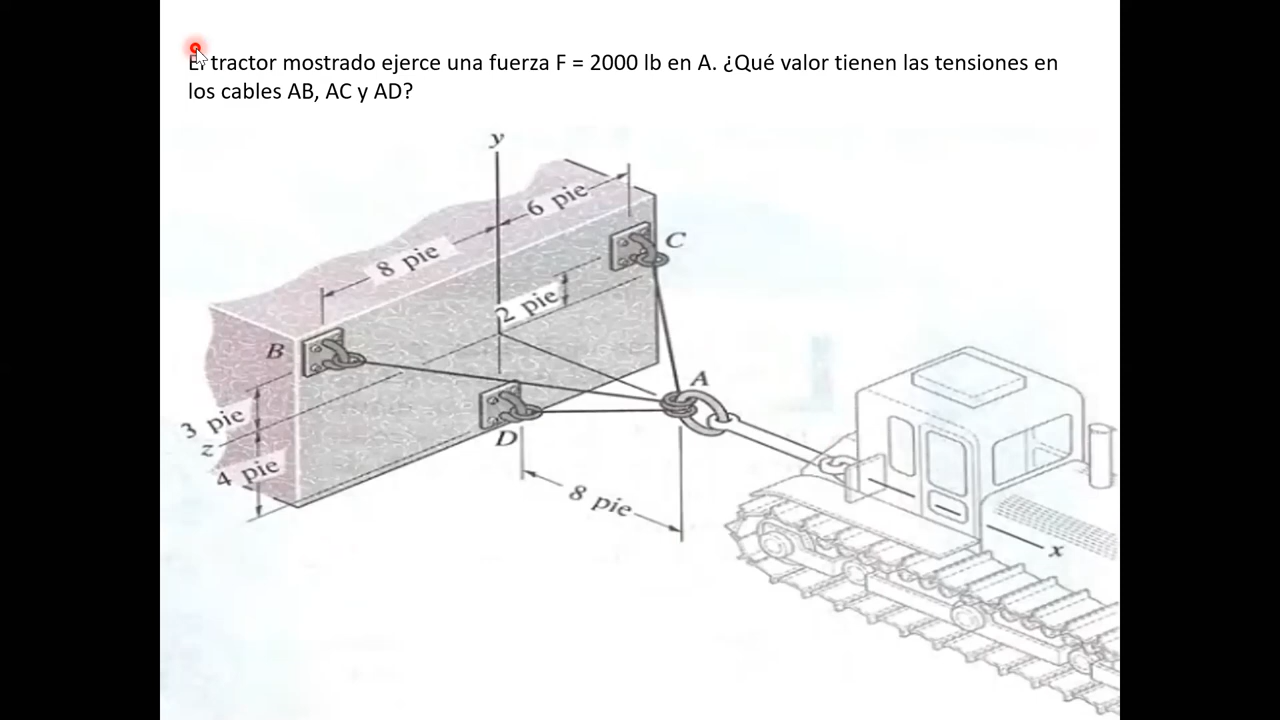 El tractor mostrado ejerce una fuerza F = 2000 lb en A. ¿Qué valor tienen las tensiones en
los cables AB, AC y AD?
y
6 pie
8 pie
C
2 pie
B
A
3 pie
z
D
4 pie
8 pie
x